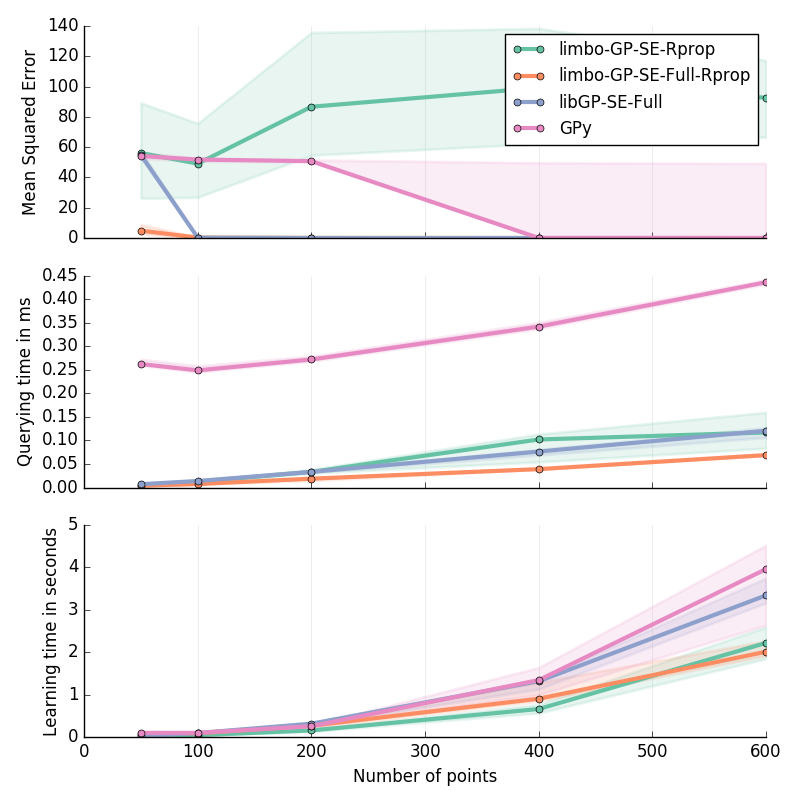 140
120
100
80
60
40
20
0
Mean Squared Error
limbo-GP-SE-Rprop
limbo-GP-SE-Full-Rprop
libGP-SE-Full
GPy
0.45
0.40
0.35
0.30
0.25
0.20
0.15
0.10
0.05
0.00
Querying time in ms
5
4
3
2
1
0
Learning time in seconds
0 100 200 300 400 500 600
Number of points